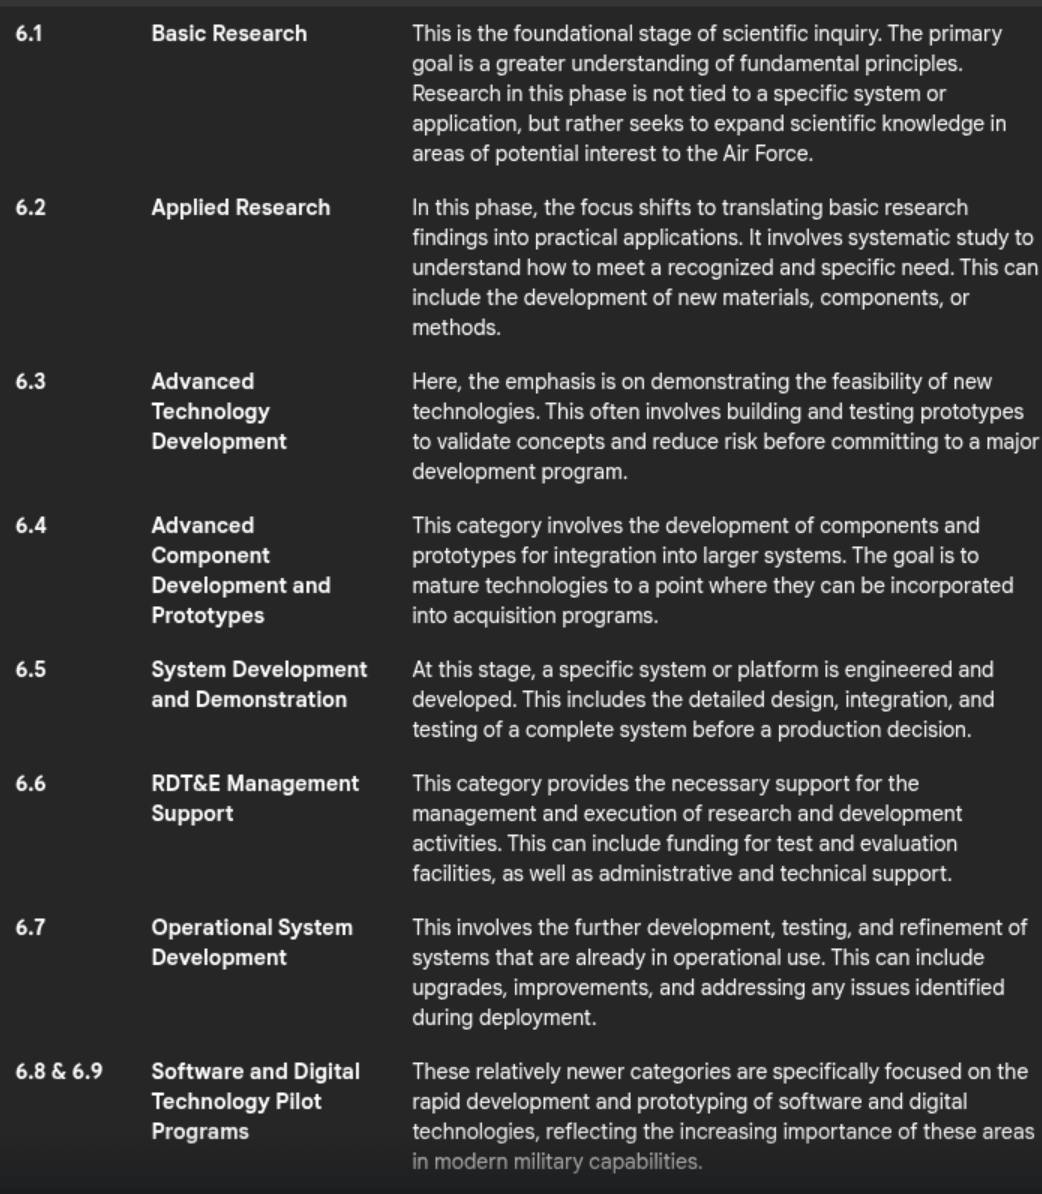 6.1 Basic Research This is the foundational stage of scientific inquiry. The primary
goal is a greater understanding of fundamental principles.
Research in this phase is not tied to a specific system or
application, but rather seeks to expand scientific knowledge in
areas of potential interest to the Air Force.
6.2 Applied Research In this phase, the focus shifts to translating basic research
findings into practical applications. It involves systematic study to
understand how to meet a recognized and specific need. This can
include the development of new materials, components, or
methods.
6.3 Advanced Here, the emphasis is on demonstrating the feasibility of new
Technology technologies. This often involves building and testing prototypes
Development to validate concepts and reduce risk before committing to a major
development program.
6.4 Advanced This category involves the development of components and
Component prototypes for integration into larger systems. The goal is to
Development and mature technologies to a point where they can be incorporated
Prototypes into acquisition programs.
6.5 System Development At this stage, a specific system or platform is engineered and
and Demonstration developed. This includes the detailed design, integration, and
testing of a complete system before a production decision.
6.6 RDT&E Management This category provides the necessary support for the
Support management and execution of research and development
activities. This can include funding for test and evaluation
facilities, as well as administrative and technical support.
6.7 Operational System This involves the further development, testing, and refinement of
Development systems that are already in operational use. This can include
upgrades, improvements, and addressing any issues identified
during deployment.
6.8 & 6.9 Software and Digital These relatively newer categories are specifically focused on the
Technology Pilot rapid development and prototyping of software and digital
Programs technologies, reflecting the increasing importance of these areas
in modern military capabilities.